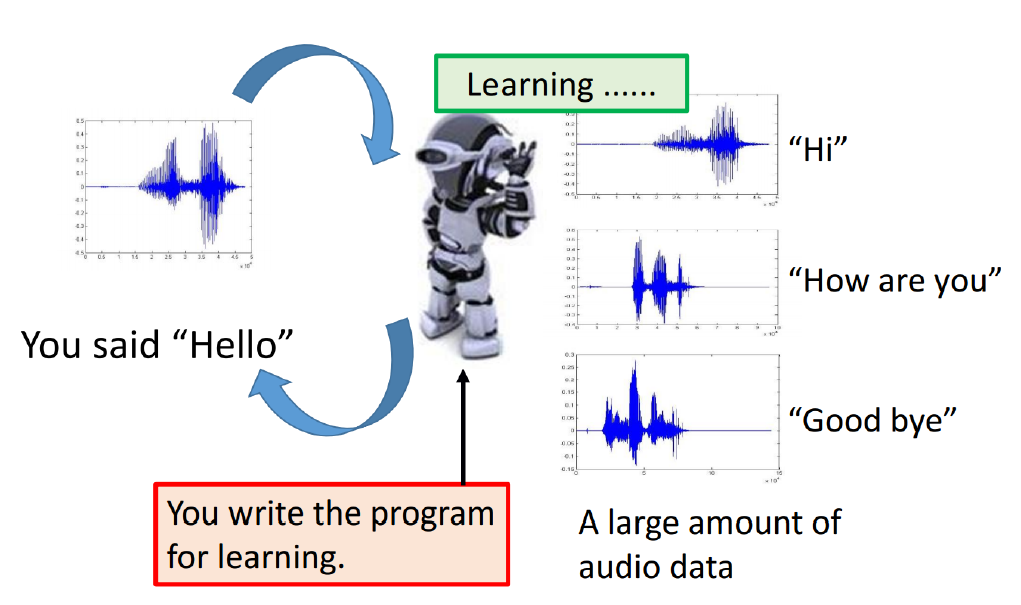 Learning ......
“Hi”
“How are you”
You said “Hello”
“Good bye”
You write the program
for learning.
A large amount of
audio data